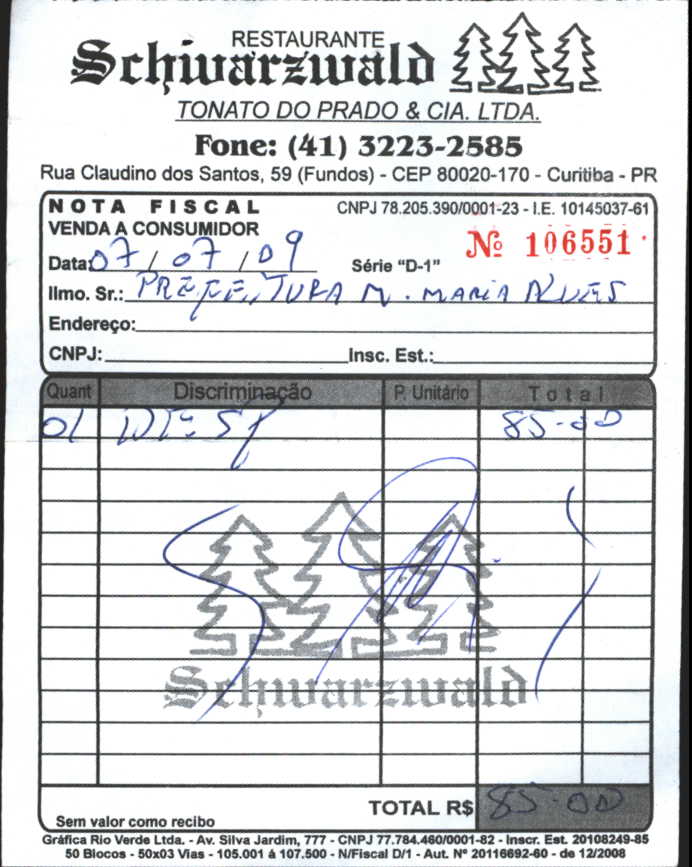 RESTAURANTE
Schwarzwald
TONATO DO PRADO & CIA. LTDA.
Fone: (41) 3223-2585
Rua Claudino dos Santos, 59 (Fundos) - CEP 80020-170 - Curitiba - PR
NOTA FISCAL CNPJ 78.205.390/0001-23 - I.E. 10145037-61
VENDA A CONSUMIDOR Nº 106551
Data: 07 / 07 / 09 Série "D-1"
Ilmo. Sr.: PREFEITURA M. MARIA ALVES
Endereço:
CNPJ: Insc. Est.:
Quant Discriminação P. Unitário Total
01 DESP 85-00
Schwarzwald
TOTAL R$ 85-00
Sem valor como recibo
Gráfica Rio Verde Ltda. - Av. Silva Jardim, 777 - CNPJ 77.784.460/0001-82 - Inscr. Est. 20108249-85
50 Blocos - 50x03 Vias - 105.001 á 107.500 - N/Fiscal D/1 - Aut. Nº 20116692-60 - de 12/2008